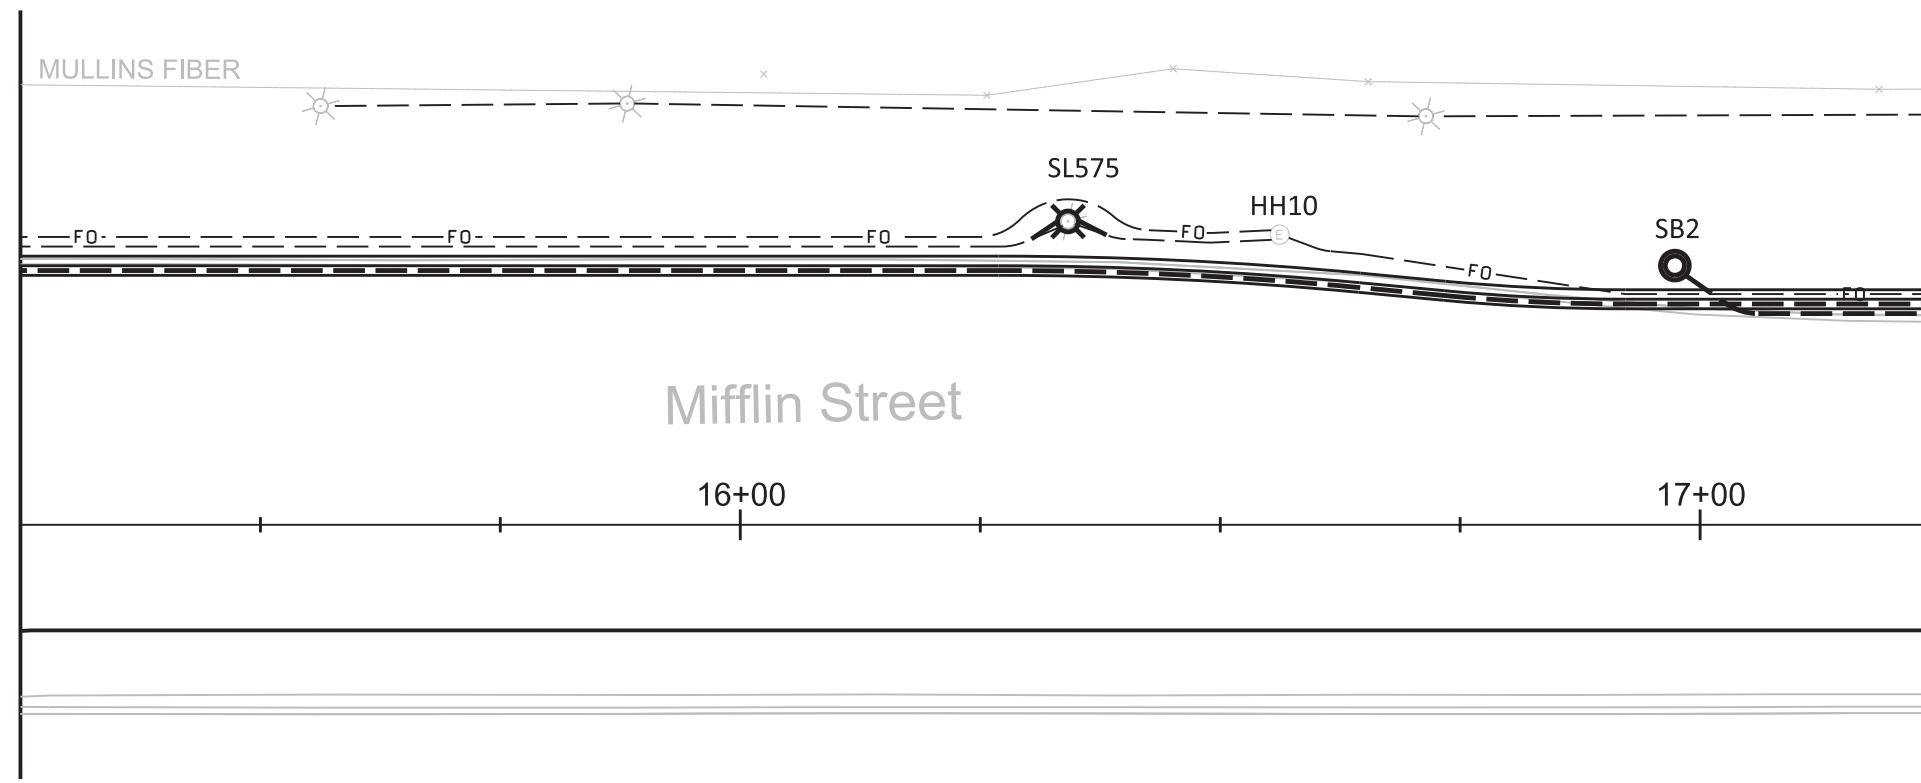 MULLINS FIBER
SL575
HH10
SB2
FO
FO
FO
FO
E
FO
FO
Mifflin Street
16+00
17+00